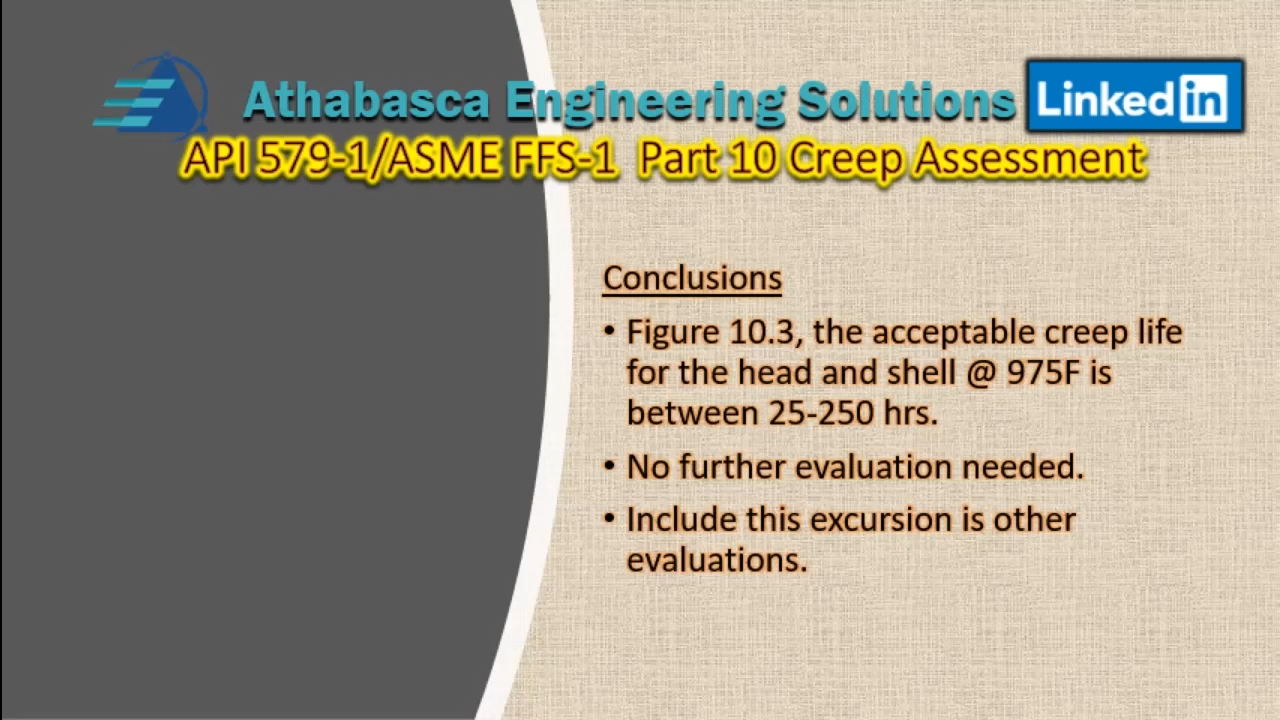 Athabasca Engineering Solutions Linked in
API 579-1/ASME FFS-1 Part 10 Creep Assessment
Conclusions
• Figure 10.3, the acceptable creep life
for the head and shell @ 975F is
between 25-250 hrs.
• No further evaluation needed.
• Include this excursion is other
evaluations.